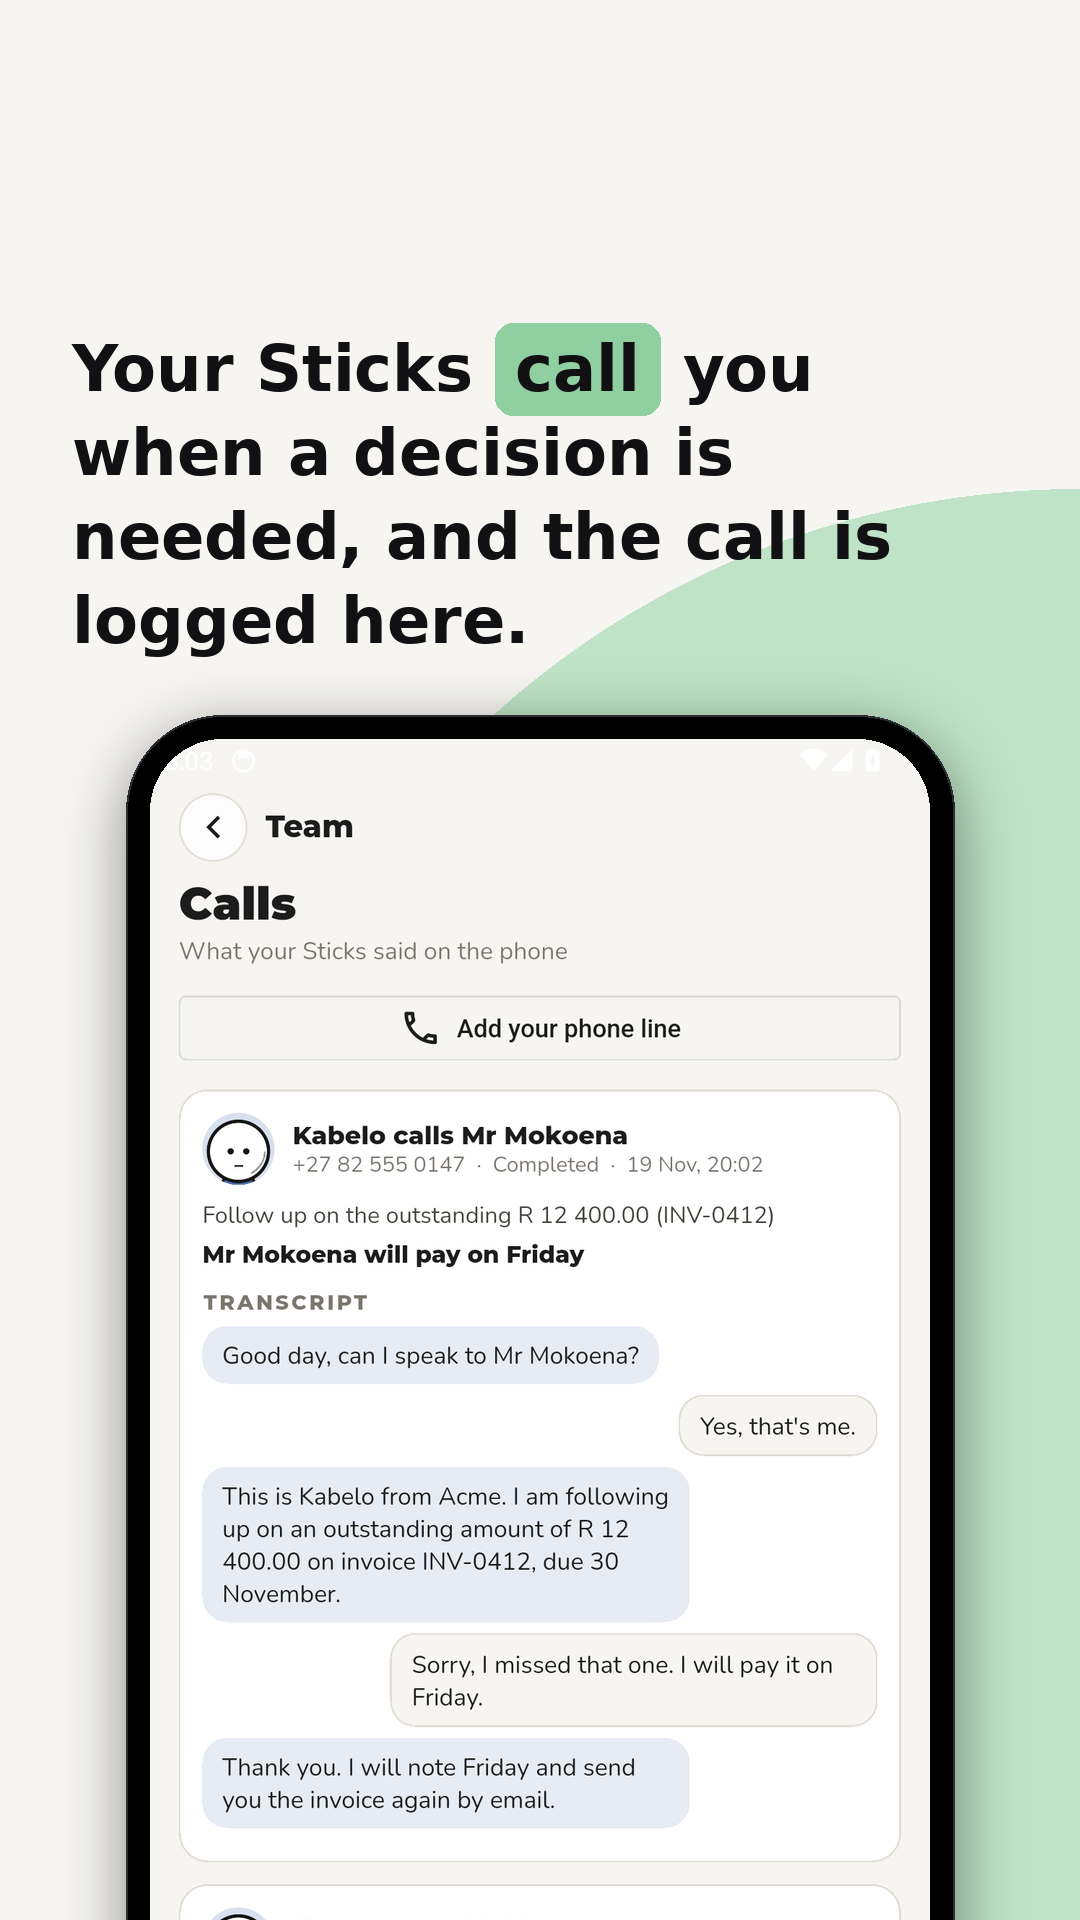 Your Sticks call you
when a decision is
needed, and the call is
logged here.
Team
Calls
What your Sticks said on the phone
Add your phone line
Kabelo calls Mr Mokoena
+27 82 555 0147 · Completed · 19 Nov, 20:02
Follow up on the outstanding R 12 400.00 (INV-0412)
Mr Mokoena will pay on Friday
TRANSCRIPT
Good day, can I speak to Mr Mokoena?
Yes, that's me.
This is Kabelo from Acme. I am following
up on an outstanding amount of R 12
400.00 on invoice INV-0412, due 30
November.
Sorry, I missed that one. I will pay it on
Friday.
Thank you. I will note Friday and send
you the invoice again by email.